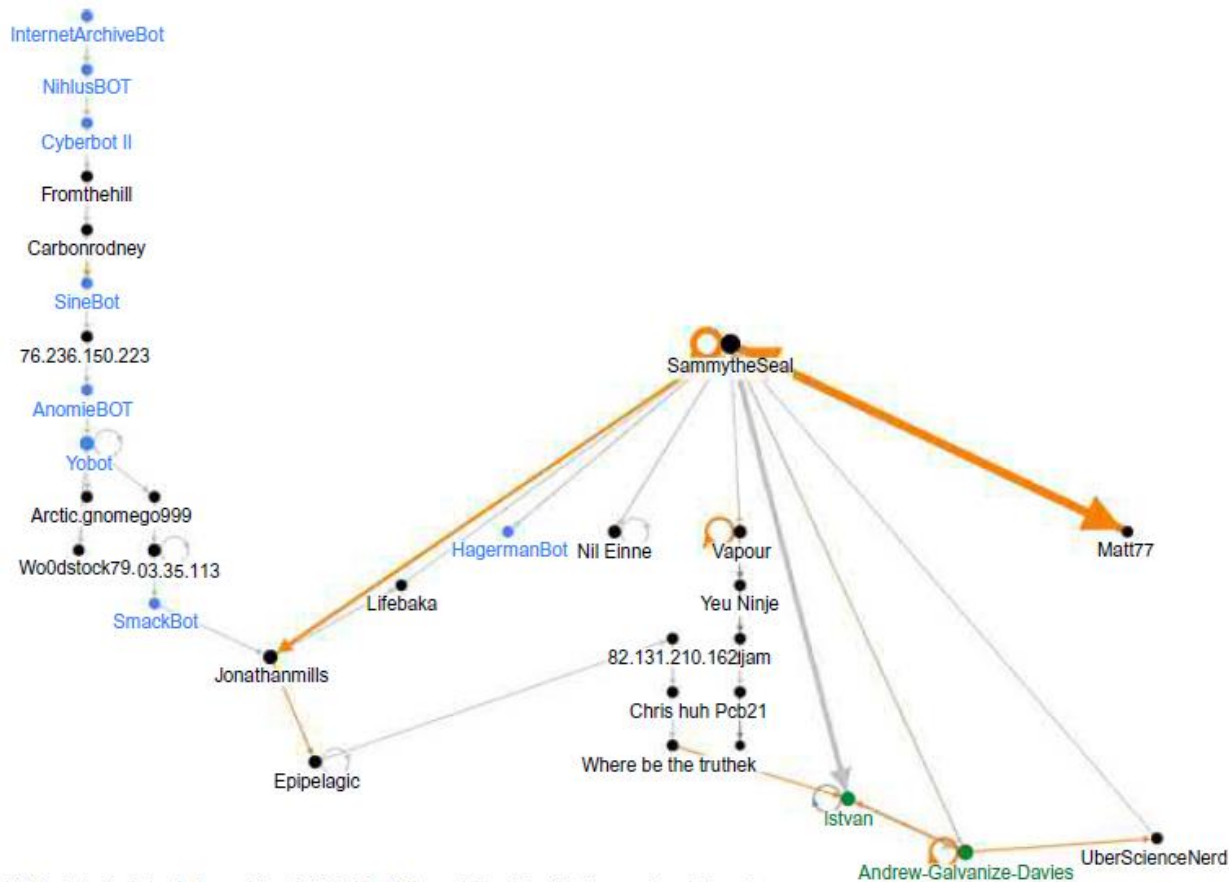 InternetArchiveBot
NihlusBOT
Cyberbot II
Fromthehill
Carbonrodney
SineBot
76.236.150.223
AnomieBOT
Yobot
Arctic.gnomego999
Wo0dstock79.03.35.113
SmackBot
SammytheSeal
HagermanBot
Nil Einne
Vapour
Matt77
Lifebaka
Yeu Ninje
Jonathanmills
82.131.210.162ijam
Chris huh Pcb21
Where be the truthek
Epipelagic
Istvan
Andrew-Galvanize-Davies
UberScienceNerd